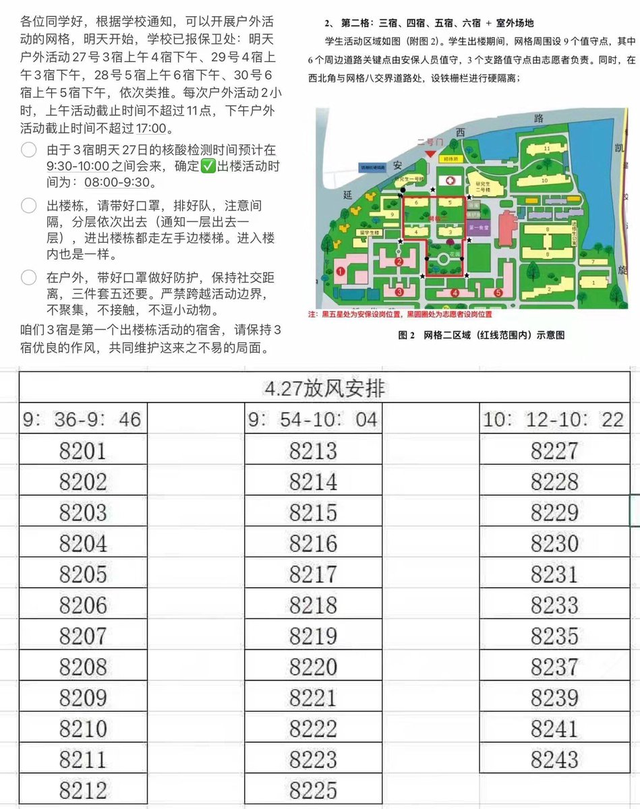 各位同学好，根据学校通知，可以开展户外活
动的网格，明天开始，学校已报保卫处：明天
户外活动27号3宿上午4宿下午、29号4宿上
午3宿下午，28号5宿上午6宿下午、30号6
宿上午5宿下午，依次类推。每次户外活动2小
时，上午活动截止时间不超过11点，下午户外
活动截止时间不超过17:00。
由于3宿明天27日的核酸检测时间预计在
9:30-10:00之间会来，确定✅出楼活动时
间为：08:00-9:30。
出楼栋，请带好口罩，排好队，注意间
隔，分层依次出去（通知一层出去一
层），进出楼栋都走左手边楼梯。进入楼
内也是一样。
在户外，带好口罩做好防护，保持社交距
离，三件套五还要。严禁跨越活动边界，
不聚集，不接触，不逗小动物。
咱们3宿是第一个出楼栋活动的宿舍，请保持3
宿优良的作风，共同维护这来之不易的局面。
2、 第二格：三宿、四宿、五宿、六宿 + 室外场地
学生活动区域如图（附图 2）。学生出楼期间，网格周围设 9 个值守点，其中
6 个周边道路关键点由安保人员值守，3 个支路值守点由志愿者负责。同时，在
西北角与网格八交界道路处，设铁栅栏进行硬隔离；
二号门
西
路
安
延
凯
旋
路
注：黑五星处为安保设岗位置，黑圆圈处为志愿者设岗位置
图 2 网格二区域（红线范围内）示意图
4.27放风安排
9：36-9：46 9：54-10：04 10：12-10：22
8201 8213 8227
8202 8214 8228
8203 8215 8229
8204 8216 8230
8205 8217 8231
8206 8218 8233
8207 8219 8235
8208 8220 8237
8209 8221 8239
8210 8222 8241
8211 8223 8243
8212 8225